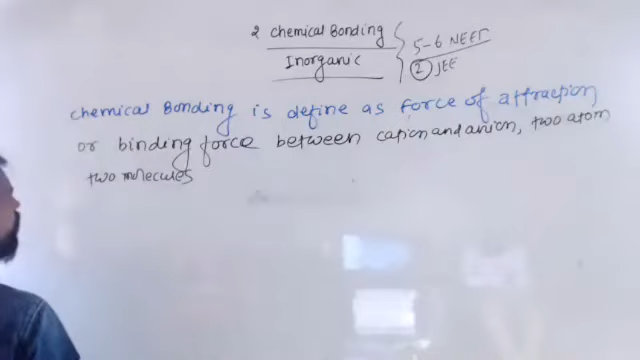 2 Chemical Bonding
Inorganic
5-6 NEET
2 JEE
Chemical Bonding is define as force of attraction
or binding force between cation and anion, two atom
two molecules